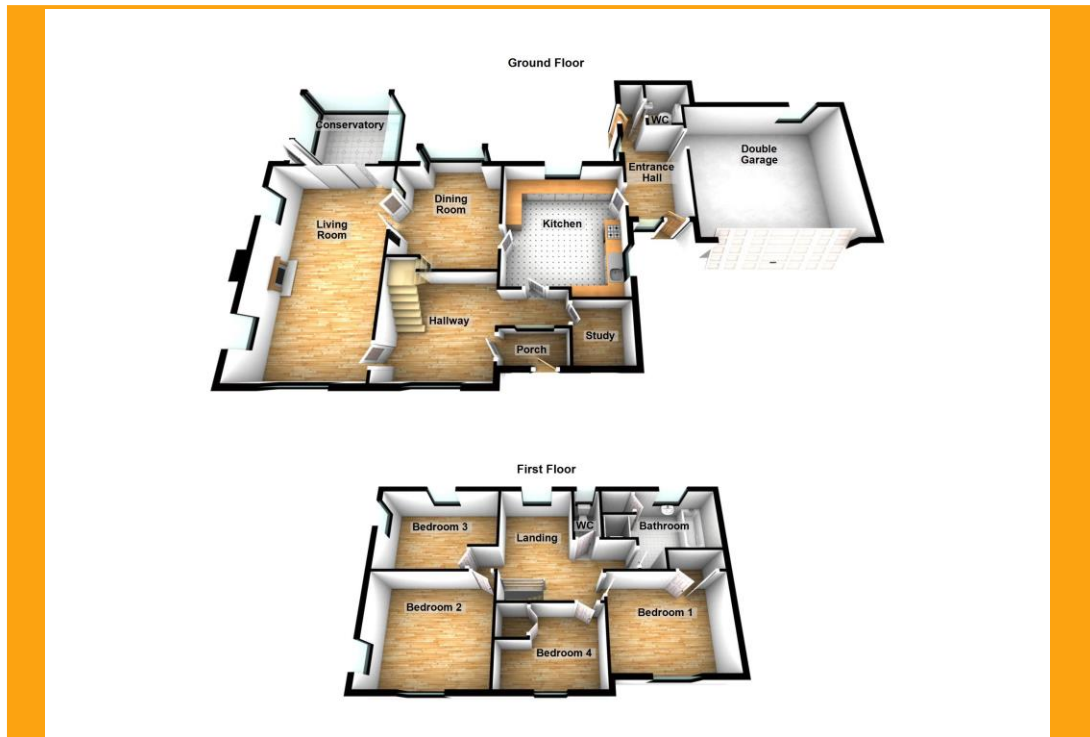 Ground Floor
Conservatory
WC
Double
Garage
Entrance
Hall
Dining
Room
Living
Room
Kitchen
Hallway
Porch
Study
First Floor
Bedroom 3
Landing
WC
Bathroom
Bedroom 2
Bedroom 1
Bedroom 4